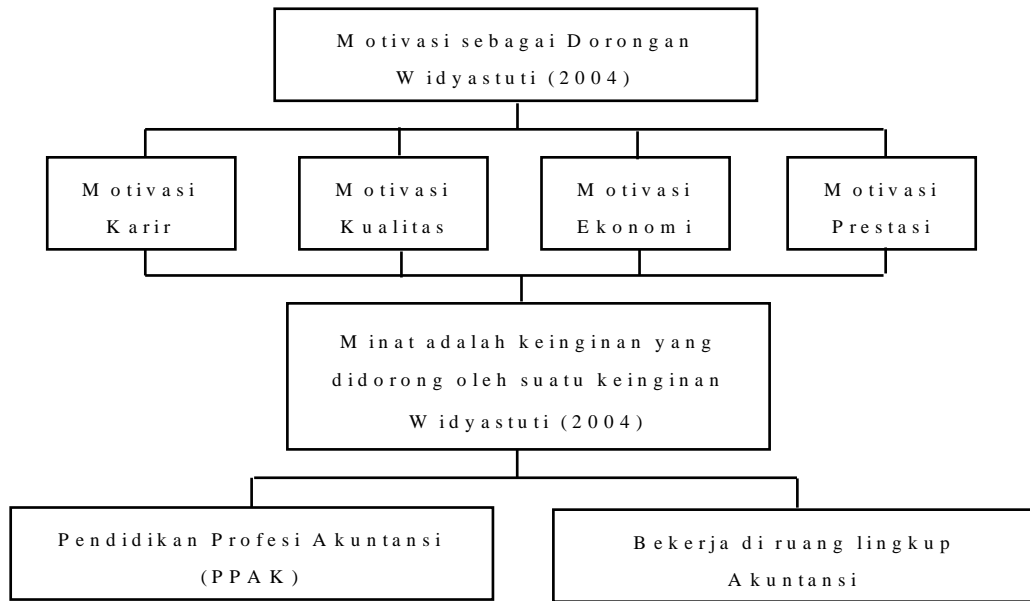 Motivasi sebagai Dorongan
Widyastuti (2004)
Motivasi
Karir
Motivasi
Kualitas
Motivasi
Ekonomi
Motivasi
Prestasi
Minat adalah keinginan yang
didorong oleh suatu keinginan
Widyastuti (2004)
Pendidikan Profesi Akuntansi
(PPAK)
Bekerja di ruang lingkup
Akuntansi